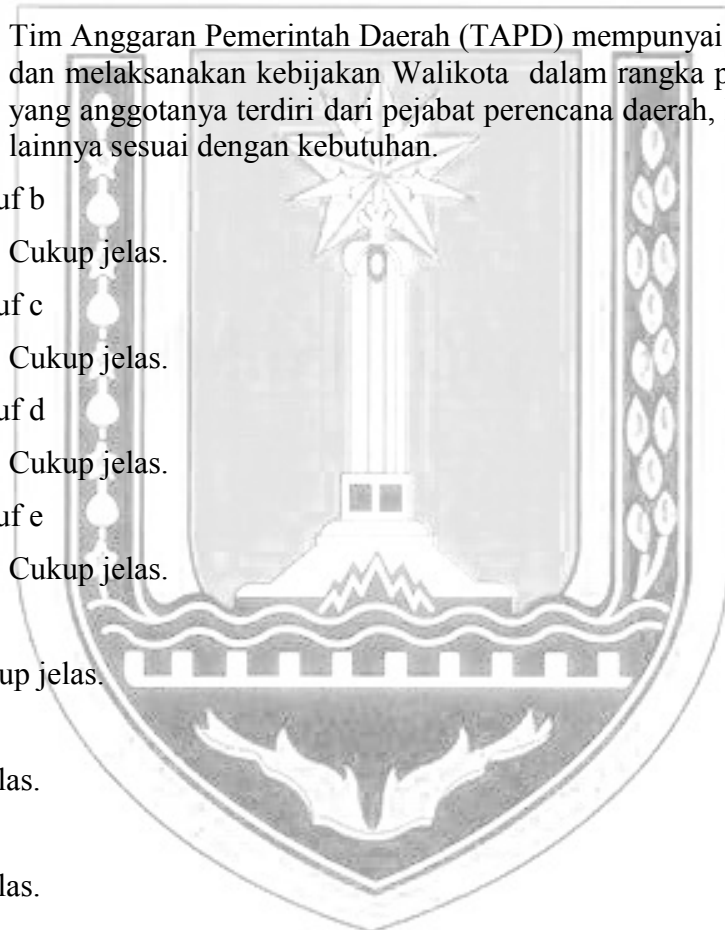 Tim Anggaran Pemerintah Daerah (TAPD) mempunyai
dan melaksanakan kebijakan Walikota dalam rangka p
yang anggotanya terdiri dari pejabat perencana daerah,
lainnya sesuai dengan kebutuhan.
uf b
Cukup jelas.
uf c
Cukup jelas.
uf d
Cukup jelas.
uf e
Cukup jelas.
up jelas.
las.
las.